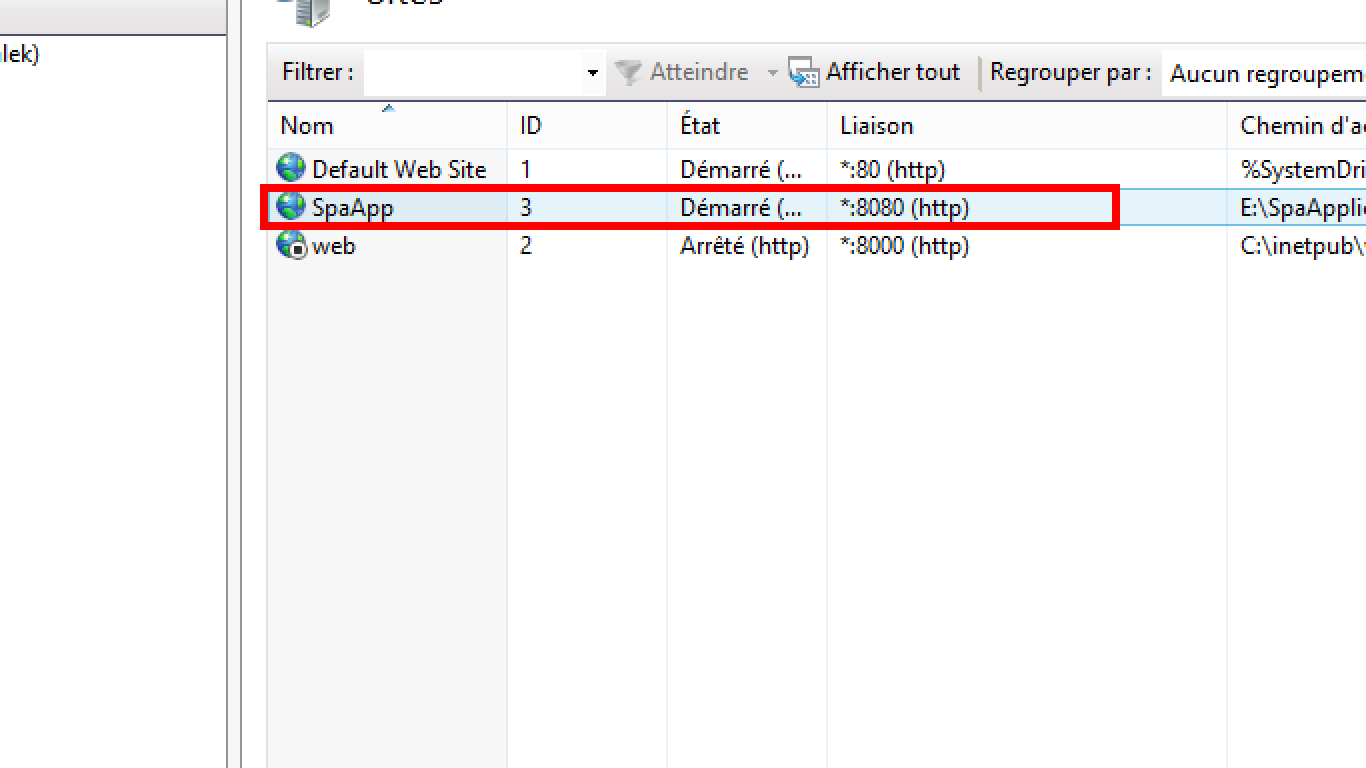 lek)
Filtrer : Atteindre Afficher tout Regrouper par : Aucun regroupem
Nom ID État Liaison Chemin d'a
Default Web Site 1 Démarré (... *:80 (http) %SystemDri
SpaApp 3 Démarré (... *:8080 (http) E:\SpaApplic
web 2 Arrêté (http) *:8000 (http) C:\inetpub\